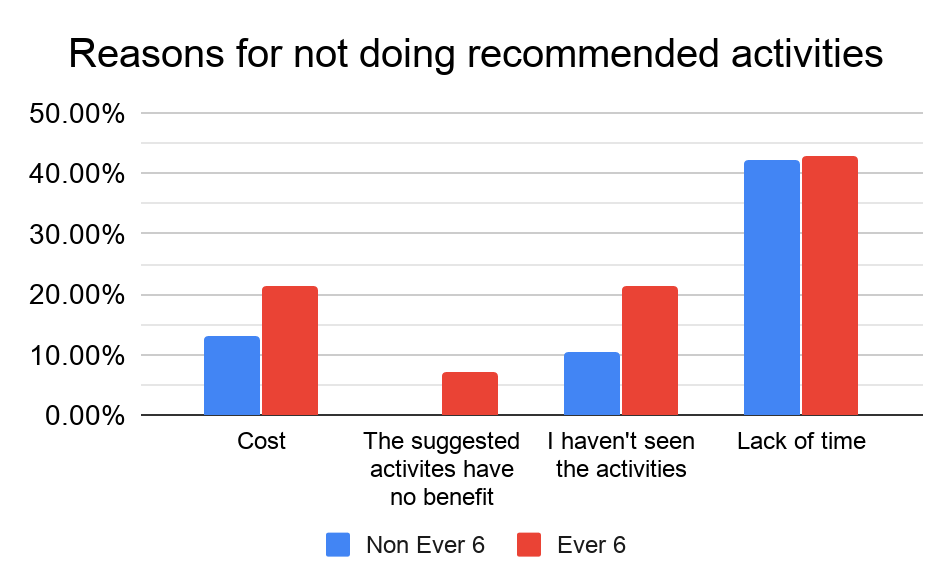 Reasons for not doing recommended activities
50.00%
40.00%
30.00%
20.00%
10.00%
0.00%
Cost
The suggested
activites have
no benefit
I haven't seen
the activities
Lack of time
Non Ever 6
Ever 6